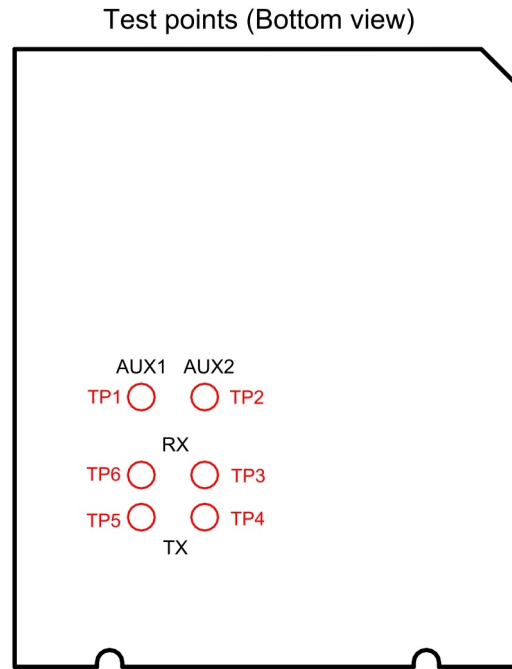 Test points (Bottom view)
AUX1 AUX2
TP1 TP2
RX
TP6 TP3
TP5 TP4
TX